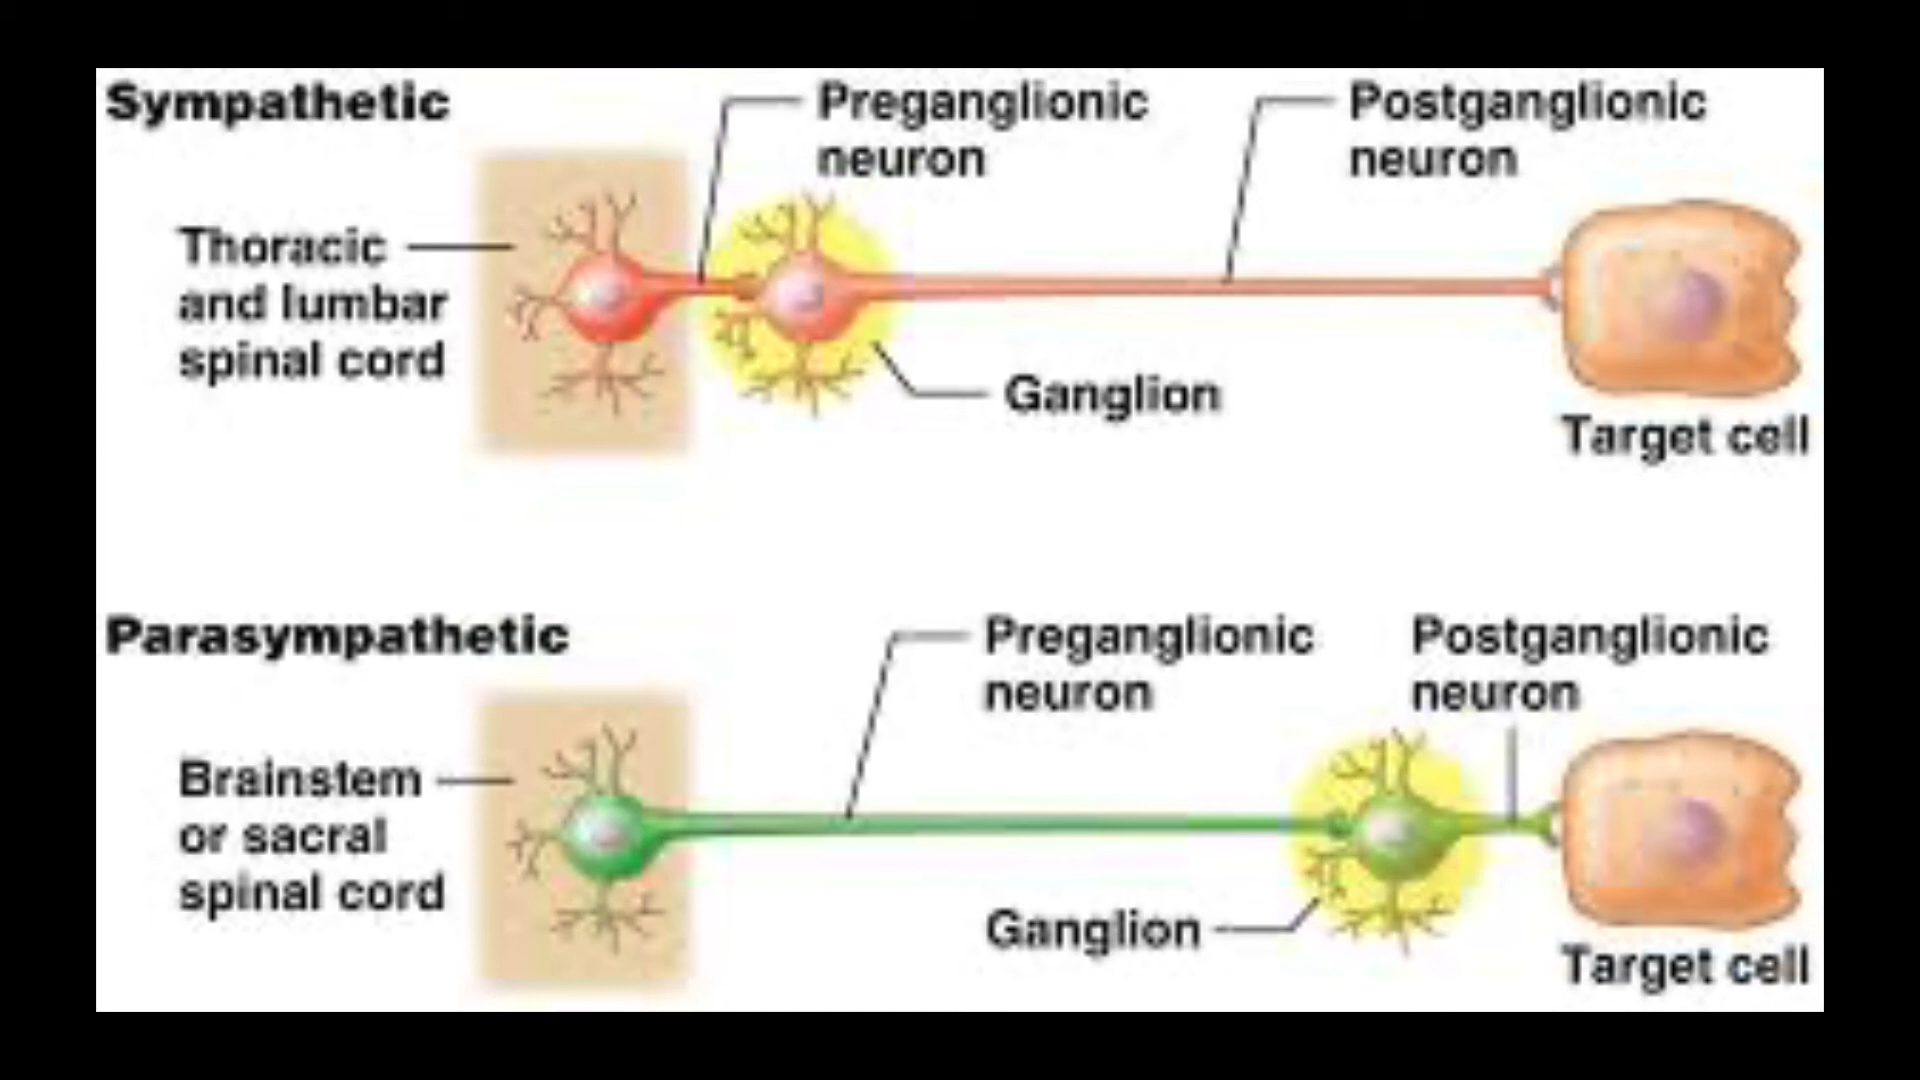 Sympathetic
Preganglionic
neuron
Postganglionic
neuron
Thoracic
and lumbar
spinal cord
Ganglion
Target cell
Parasympathetic
Preganglionic
neuron
Postganglionic
neuron
Brainstem
or sacral
spinal cord
Ganglion
Target cell